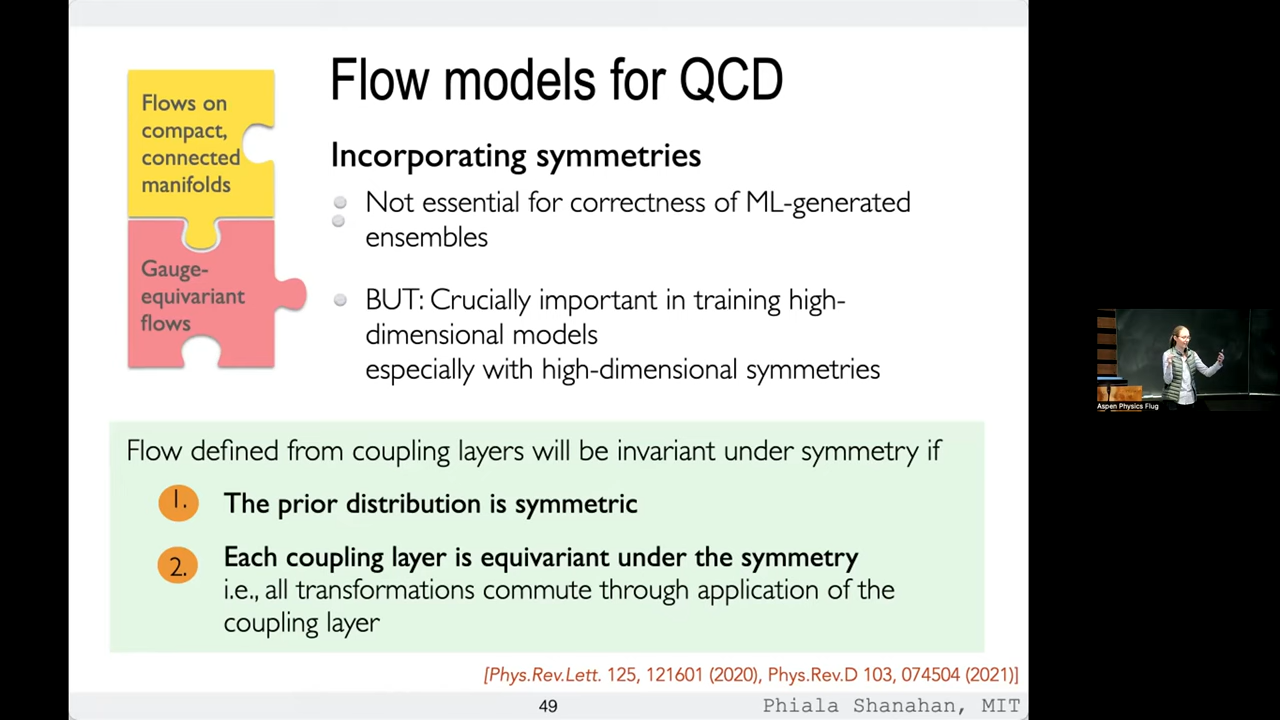 Flow models for QCD
Flows on
compact,
connected
manifolds
Gauge-
equivariant
flows
Incorporating symmetries
Not essential for correctness of ML-generated
ensembles
BUT: Crucially important in training high-
dimensional models
especially with high-dimensional symmetries
Flow defined from coupling layers will be invariant under symmetry if
1. The prior distribution is symmetric
2. Each coupling layer is equivariant under the symmetry
i.e., all transformations commute through application of the
coupling layer
[Phys.Rev.Lett. 125, 121601 (2020), Phys.Rev.D 103, 074504 (2021)]
49
Phiala Shanahan, MIT
Aspen Physics Flug